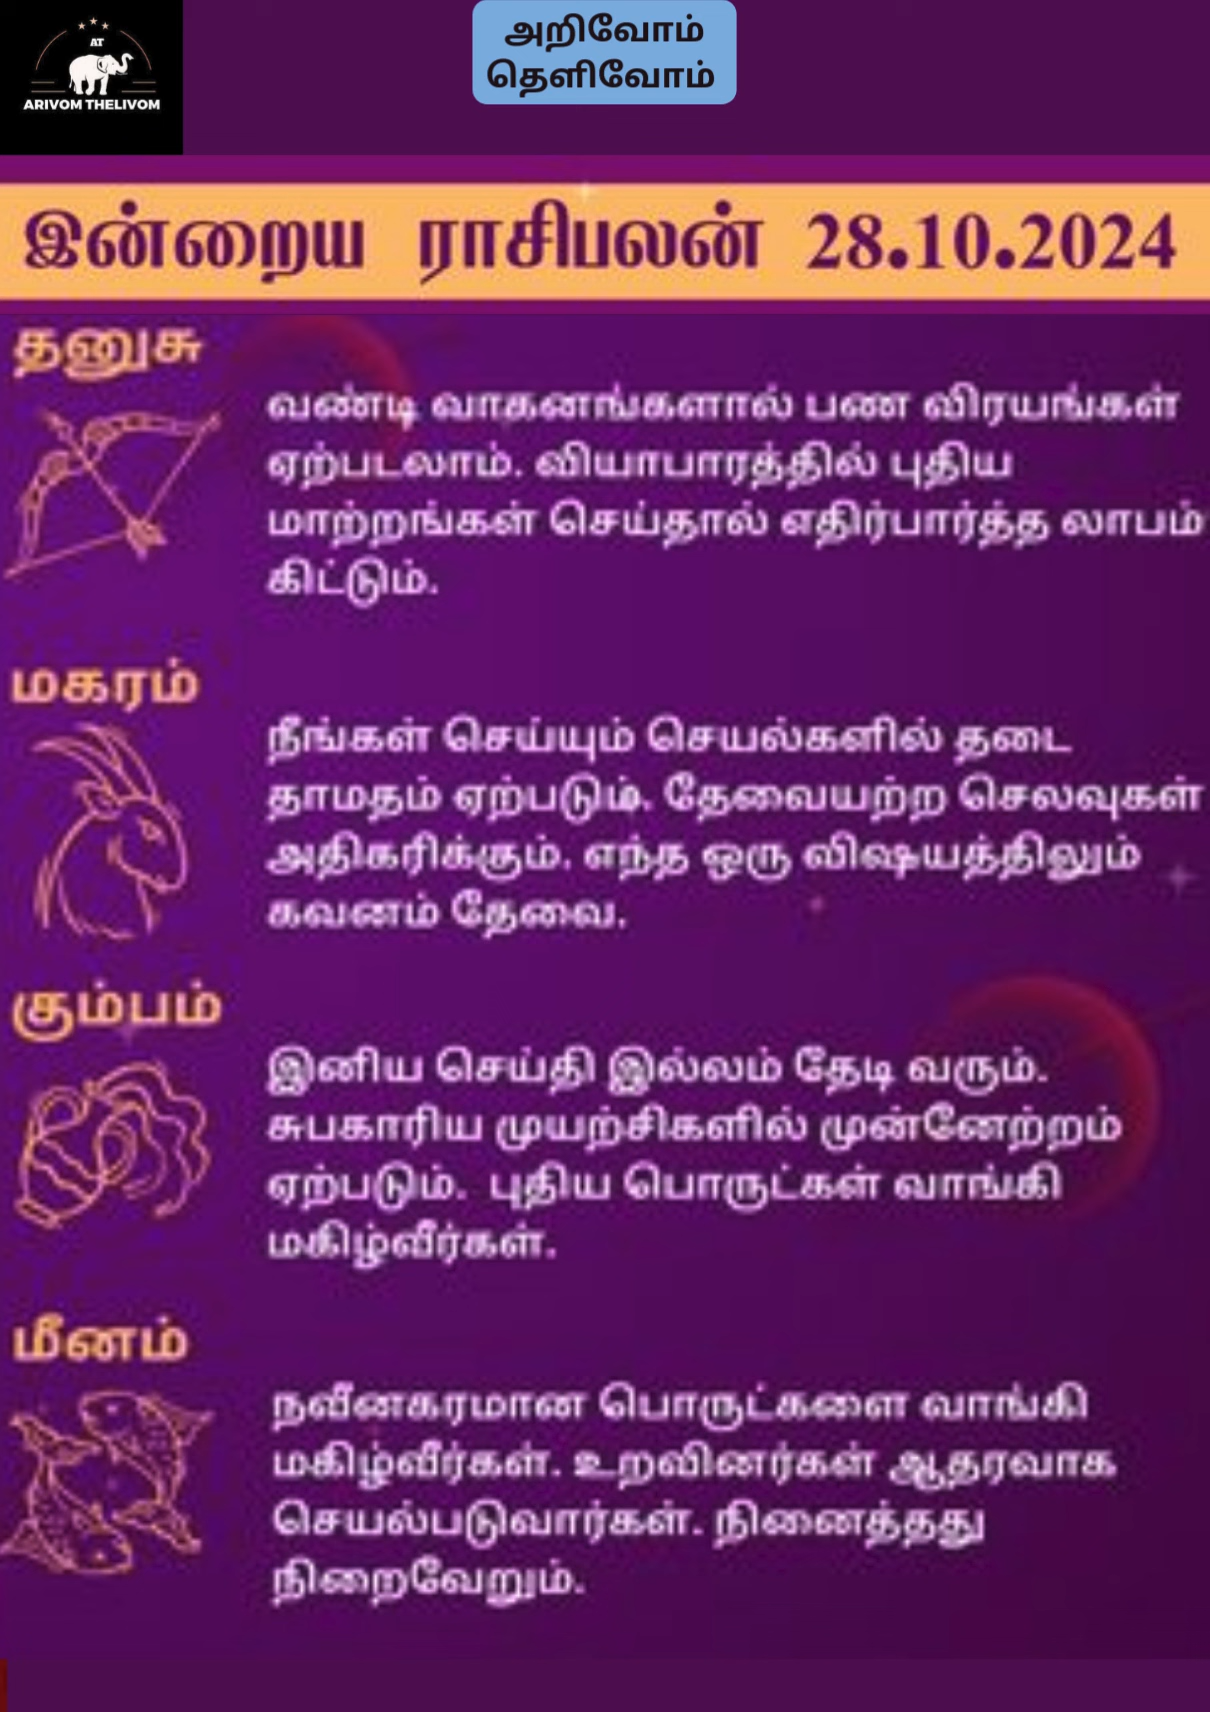 AT
ARIVOM THELIVOM
அறிவோம்
தெளிவோம்
இன்றைய ராசிபலன் 28.10.2024
தனுசு
வண்டி வாகனங்களால் பண விரயங்கள்
ஏற்படலாம். வியாபாரத்தில் புதிய
மாற்றங்கள் செய்தால் எதிர்பார்த்த லாபம்
கிட்டும்.
மகரம்
நீங்கள் செய்யும் செயல்களில் தடை
தாமதம் ஏற்படும். தேவையற்ற செலவுகள்
அதிகரிக்கும். எந்த ஒரு விஷயத்திலும்
கவனம் தேவை.
கும்பம்
இனிய செய்தி இல்லம் தேடி வரும்.
சுபகாரிய முயற்சிகளில் முன்னேற்றம்
ஏற்படும். புதிய பொருட்கள் வாங்கி
மகிழ்வீர்கள்.
மீனம்
நவீனகரமான பொருட்களை வாங்கி
மகிழ்வீர்கள். உறவினர்கள் ஆதரவாக
செயல்படுவார்கள். நினைத்தது
நிறைவேறும்.